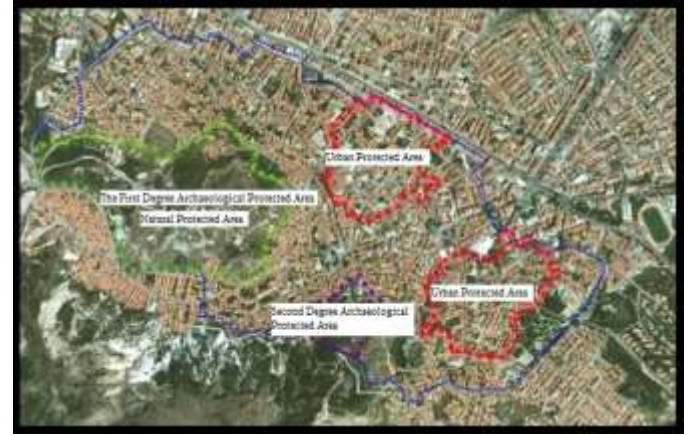 Urban Protected Area
The First Degree Archaeological Protected Area
Natural Protected Area
Urban Protected Area
Second Degree Archaeological
Protected Area